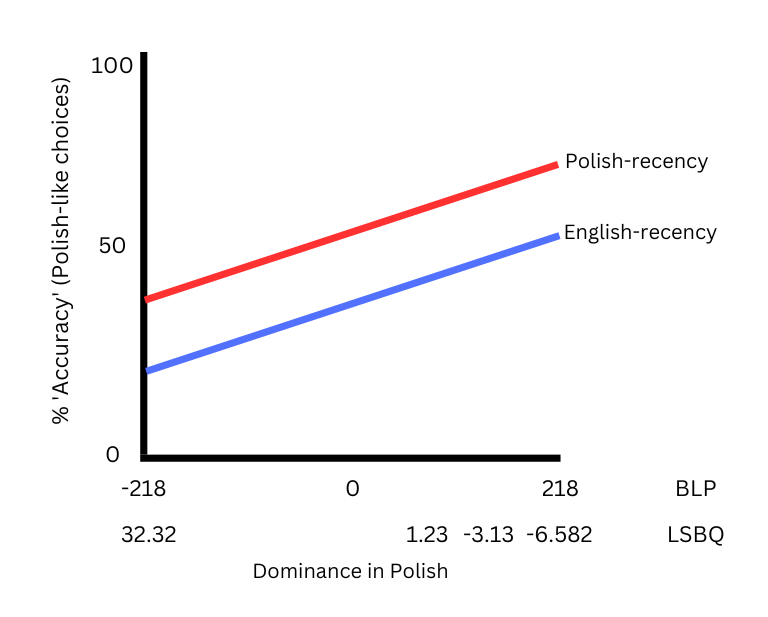 % 'Accuracy' (Polish-like choices)
100
50
0
Polish-recency
English-recency
-218 0 218 BLP
32.32 1.23 -3.13 -6.582 LSBQ
Dominance in Polish